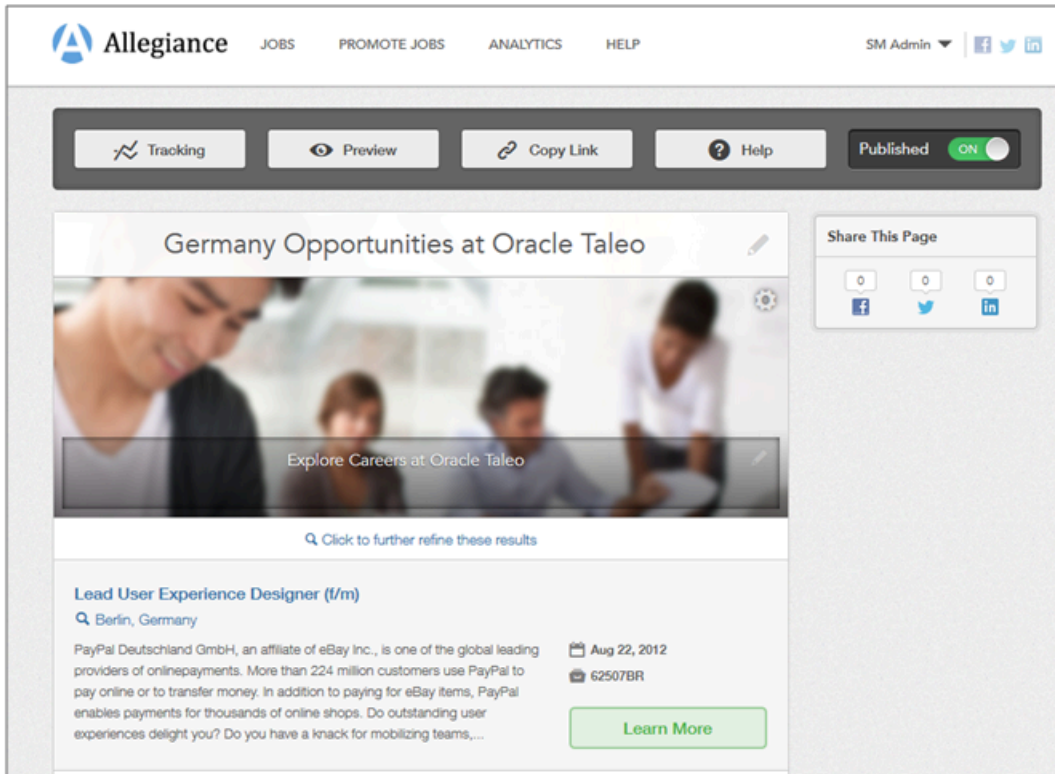 Allegiance
JOBS PROMOTE JOBS ANALYTICS HELP
SM Admin
Tracking Preview Copy Link Help Published ON
Germany Opportunities at Oracle Taleo
Share This Page
0 0 0
Explore Careers at Oracle Taleo
Click to further refine these results
Lead User Experience Designer (f/m)
Berlin, Germany
PayPal Deutschland GmbH, an affiliate of eBay Inc., is one of the global leading
providers of onlinepayments. More than 224 million customers use PayPal to
pay online or to transfer money. In addition to paying for eBay items, PayPal
enables payments for thousands of online shops. Do outstanding user
experiences delight you? Do you have a knack for mobilizing teams,...
Aug 22, 2012
62507BR
Learn More